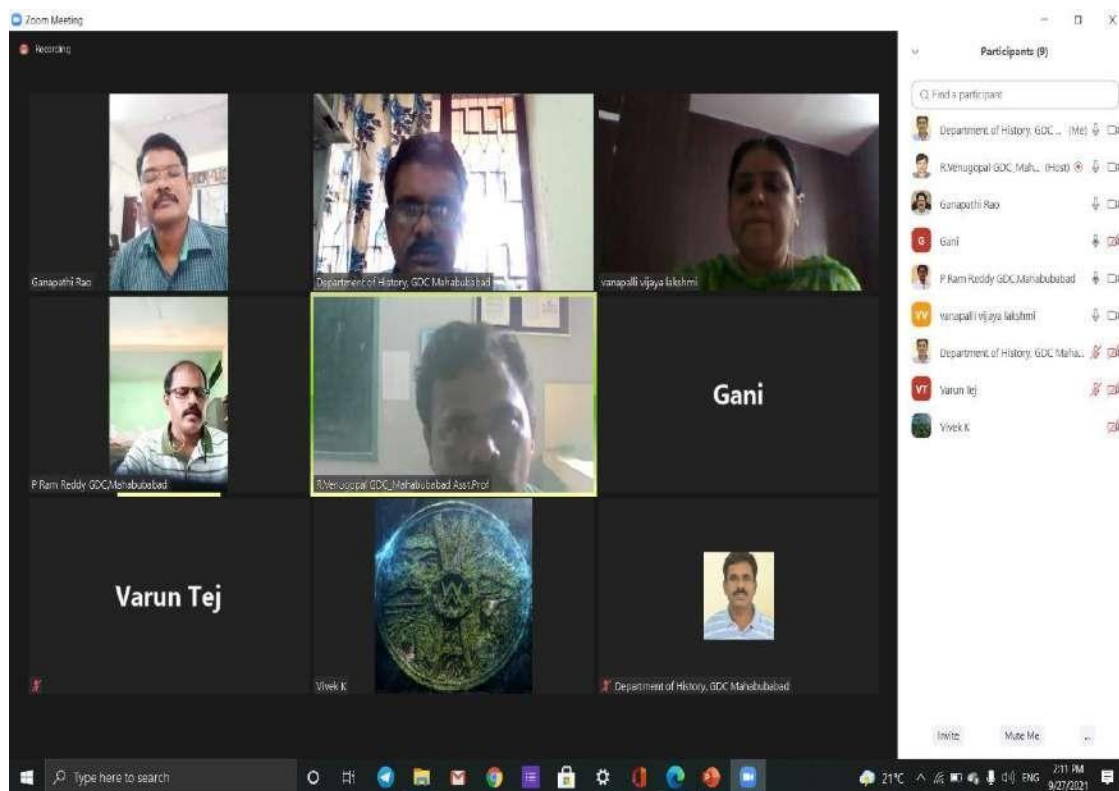 Zoom Meeting
Recording
Participants (9)
Find a participant
Department of History, GDC ... (Me)
R.Venugopal GDC_Mah... (Host)
Ganapathi Rao
Gani
P Ram Reddy GDC,Mahabubabad
vanapalli vijaya lakshmi
Department of History, GDC Maha...
Varun Tej
Vivek K
G
VV
VT
Ganapathi Rao
Department of History, GDC Mahabubabad
vanapalli vijaya lakshmi
P Ram Reddy GDC,Mahabubabad
R.Venugopal GDC_Mahabubabad Asst.Prof
Gani
Varun Tej
Vivek K
Department of History, GDC Mahabubabad
Invite
Mute Me
...
Type here to search
21°C
ENG
2:11 PM
9/27/2021